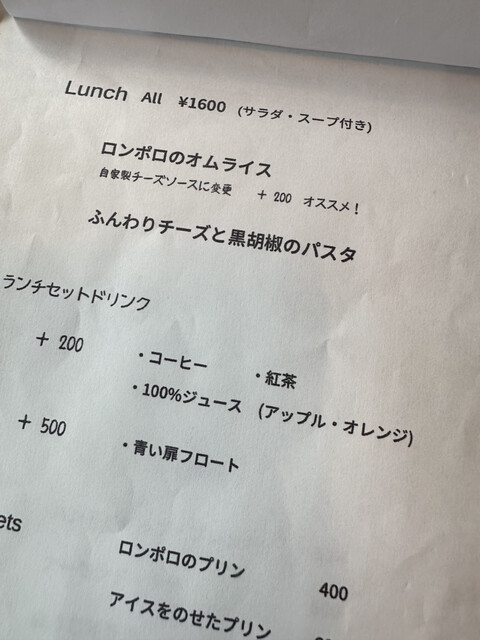 Lunch All ¥1600 (サラダ・スープ付き)
ロンポロのオムライス
自家製チーズソースに変更 + 200 オススメ!
ふんわりチーズと黒胡椒のパスタ
ランチセットドリンク
+ 200 ・コーヒー ・紅茶
・100%ジュース (アップル・オレンジ)
+ 500 ・青い扉フロート
ets
ロンポロのプリン 400
アイスをのせたプリン